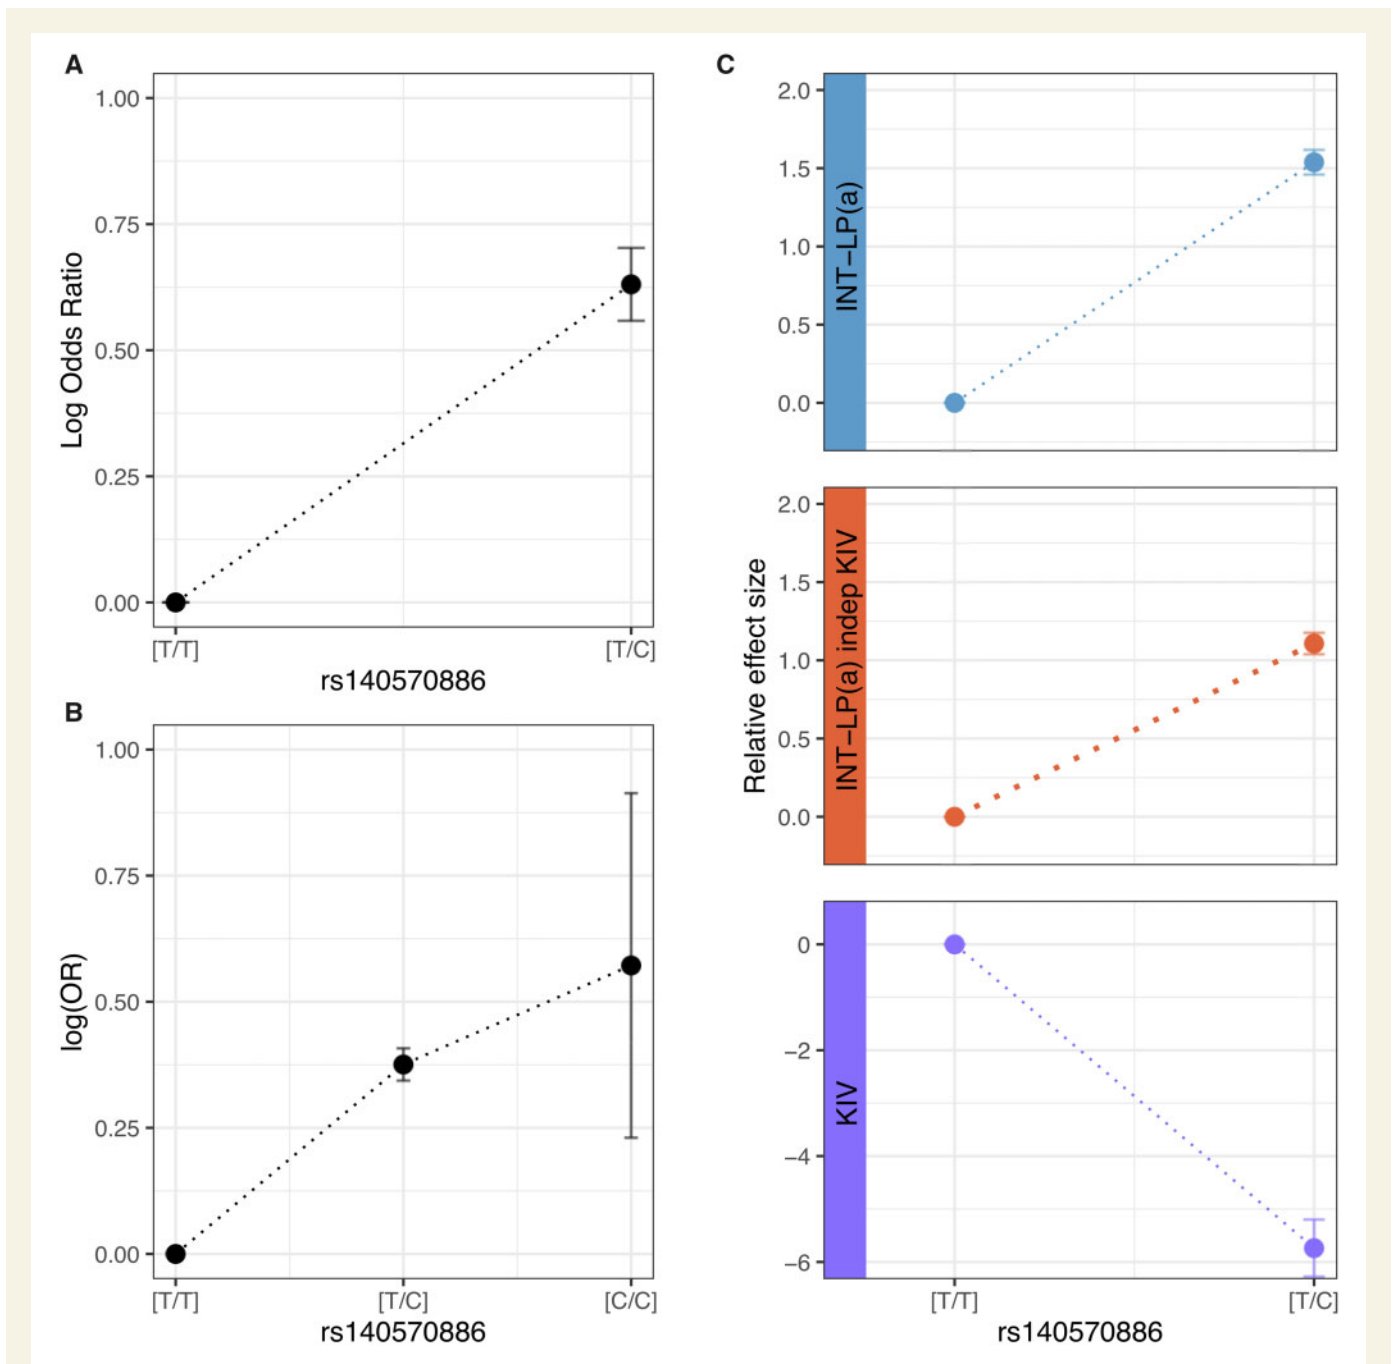 A
1.00
0.75
0.50
0.25
0.00
Log Odds Ratio
[T/T]
[T/C]
rs140570886
B
1.00
0.75
0.50
0.25
0.00
log(OR)
[T/T]
[T/C]
[C/C]
rs140570886
C
Relative effect size
INT−LP(a)
2.0
1.5
1.0
0.5
0.0
INT−LP(a) indep KIV
2.0
1.5
1.0
0.5
0.0
KIV
0
−2
−4
−6
[T/T]
[T/C]
rs140570886